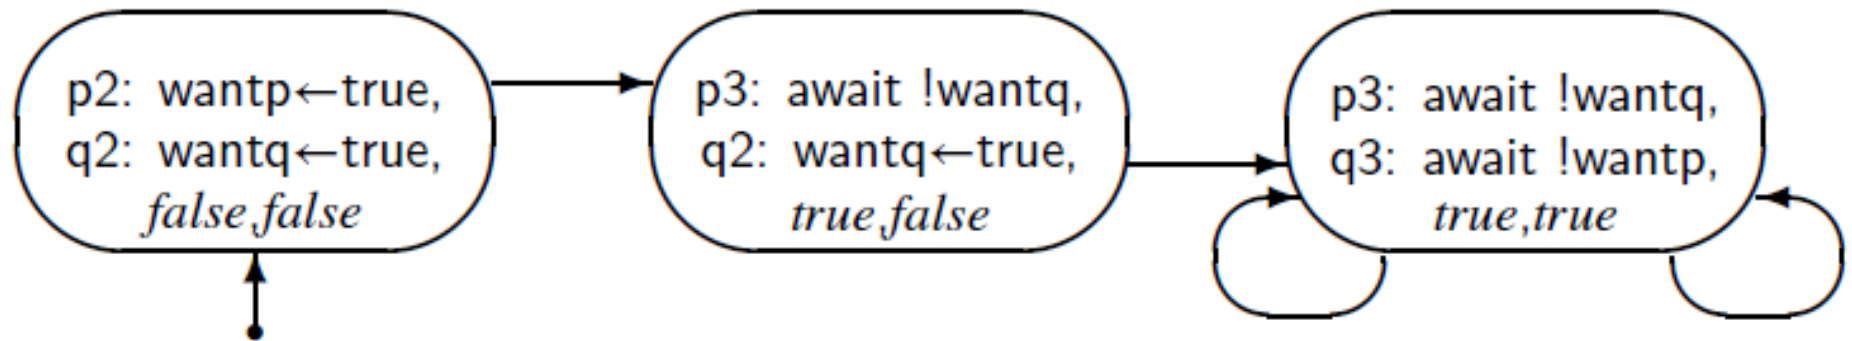 p2: wantp←true,
q2: wantq←true,
false,false
p3: await !wantq,
q2: wantq←true,
true,false
p3: await !wantq,
q3: await !wantp,
true,true